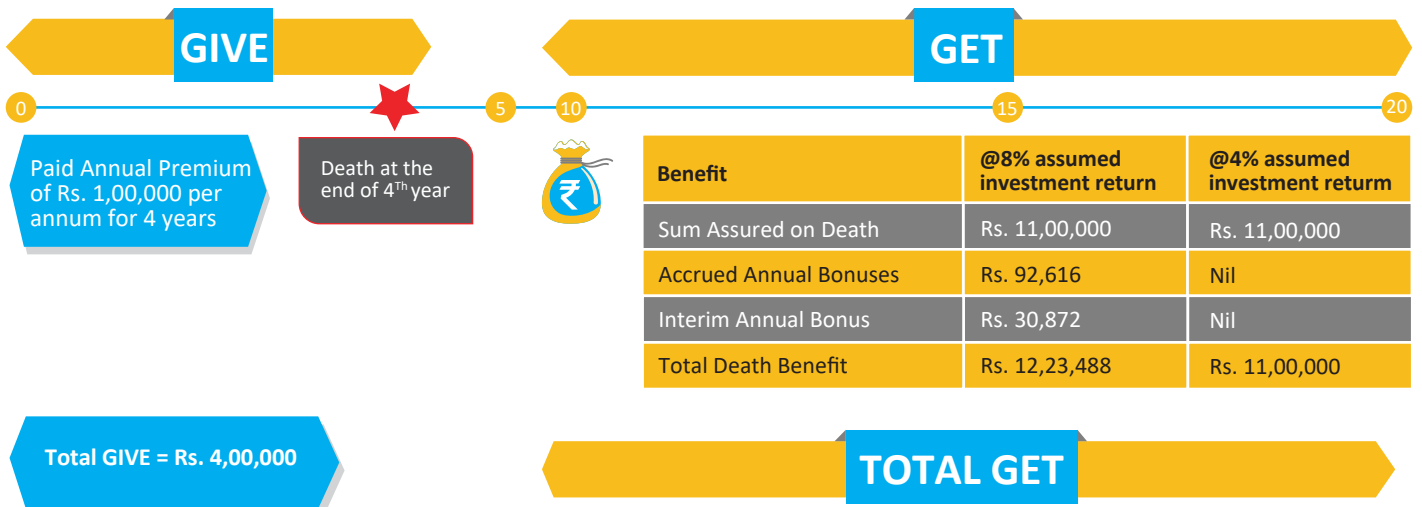 GIVE
GET
0
5
10
15
20
Paid Annual Premium
of Rs. 1,00,000 per
annum for 4 years
Death at the
end of 4Th year
₹
Benefit
@8% assumed
investment return
@4% assumed
investment returm
Sum Assured on Death
Rs. 11,00,000
Rs. 11,00,000
Accrued Annual Bonuses
Rs. 92,616
Nil
Interim Annual Bonus
Rs. 30,872
Nil
Total Death Benefit
Rs. 12,23,488
Rs. 11,00,000
Total GIVE = Rs. 4,00,000
TOTAL GET